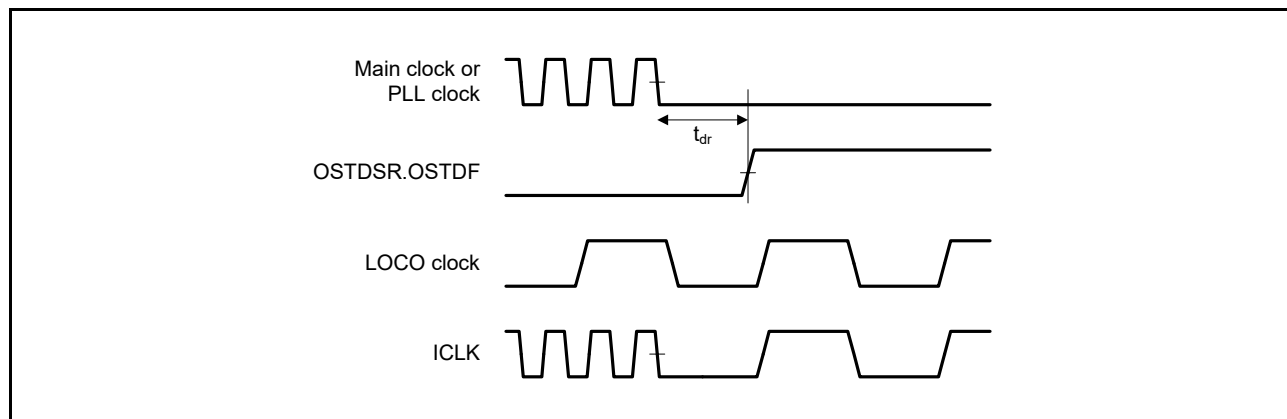 Main clock or
PLL clock
tdr
OSTDSR.OSTDF
LOCO clock
ICLK